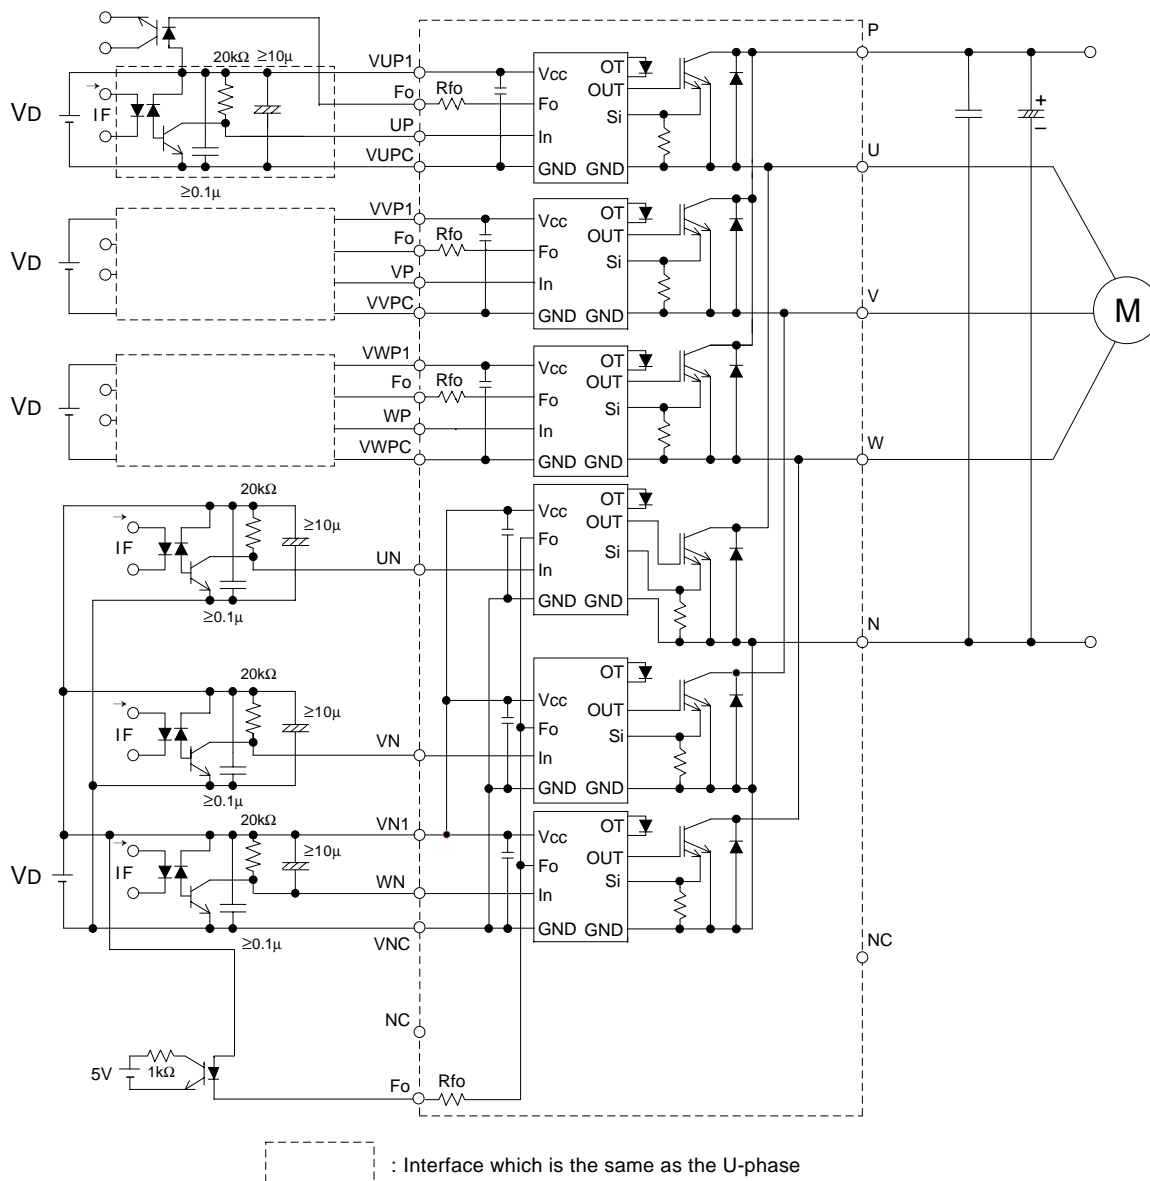 P
20kΩ ≥10µ
VUP1
Vcc
OT
Fo
Rfo
Fo
OUT
+
VD
IF
UP
Si
In
−
VUPC
GND GND
U
≥0.1µ
VVP1
Vcc
OT
Fo
Rfo
Fo
OUT
VD
VP
Si
In
VVPC
GND GND
V
M
VWP1
Vcc
OT
Fo
Rfo
Fo
OUT
VD
WP
Si
In
VWPC
GND GND
W
20kΩ
≥10µ
IF
UN
≥0.1µ
Vcc
OT
OUT
Fo
Si
In
GND GND
N
20kΩ
≥10µ
IF
VN
≥0.1µ
OT
Vcc
OUT
Fo
Si
In
GND GND
20kΩ
≥10µ
VN1
VD
IF
WN
≥0.1µ
VNC
OT
Vcc
OUT
Fo
Si
In
GND GND
NC
NC
5V
1kΩ
Fo
Rfo
: Interface which is the same as the U-phase